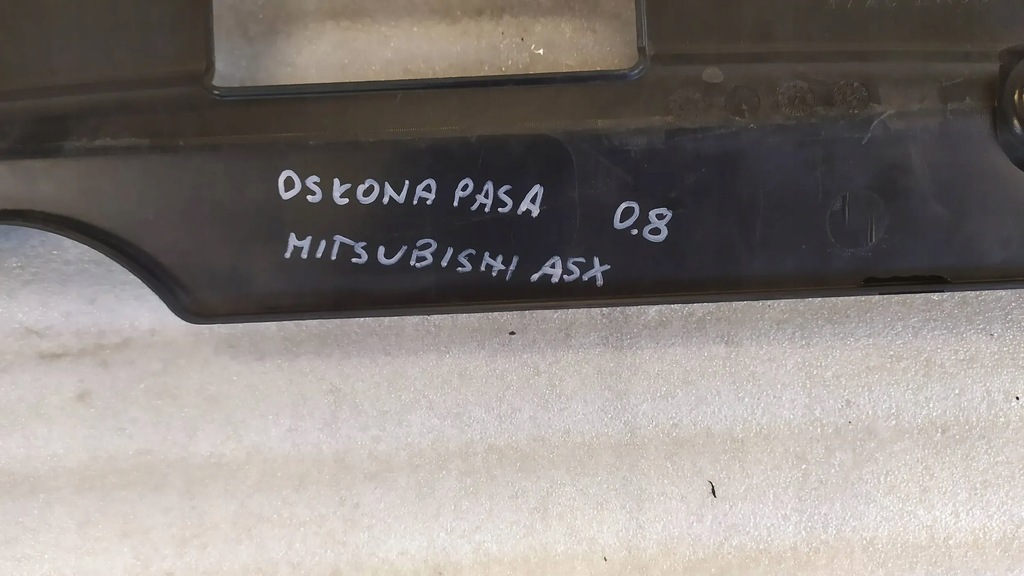 OSŁONA PASA 0.8
MITSUBISHI ASX